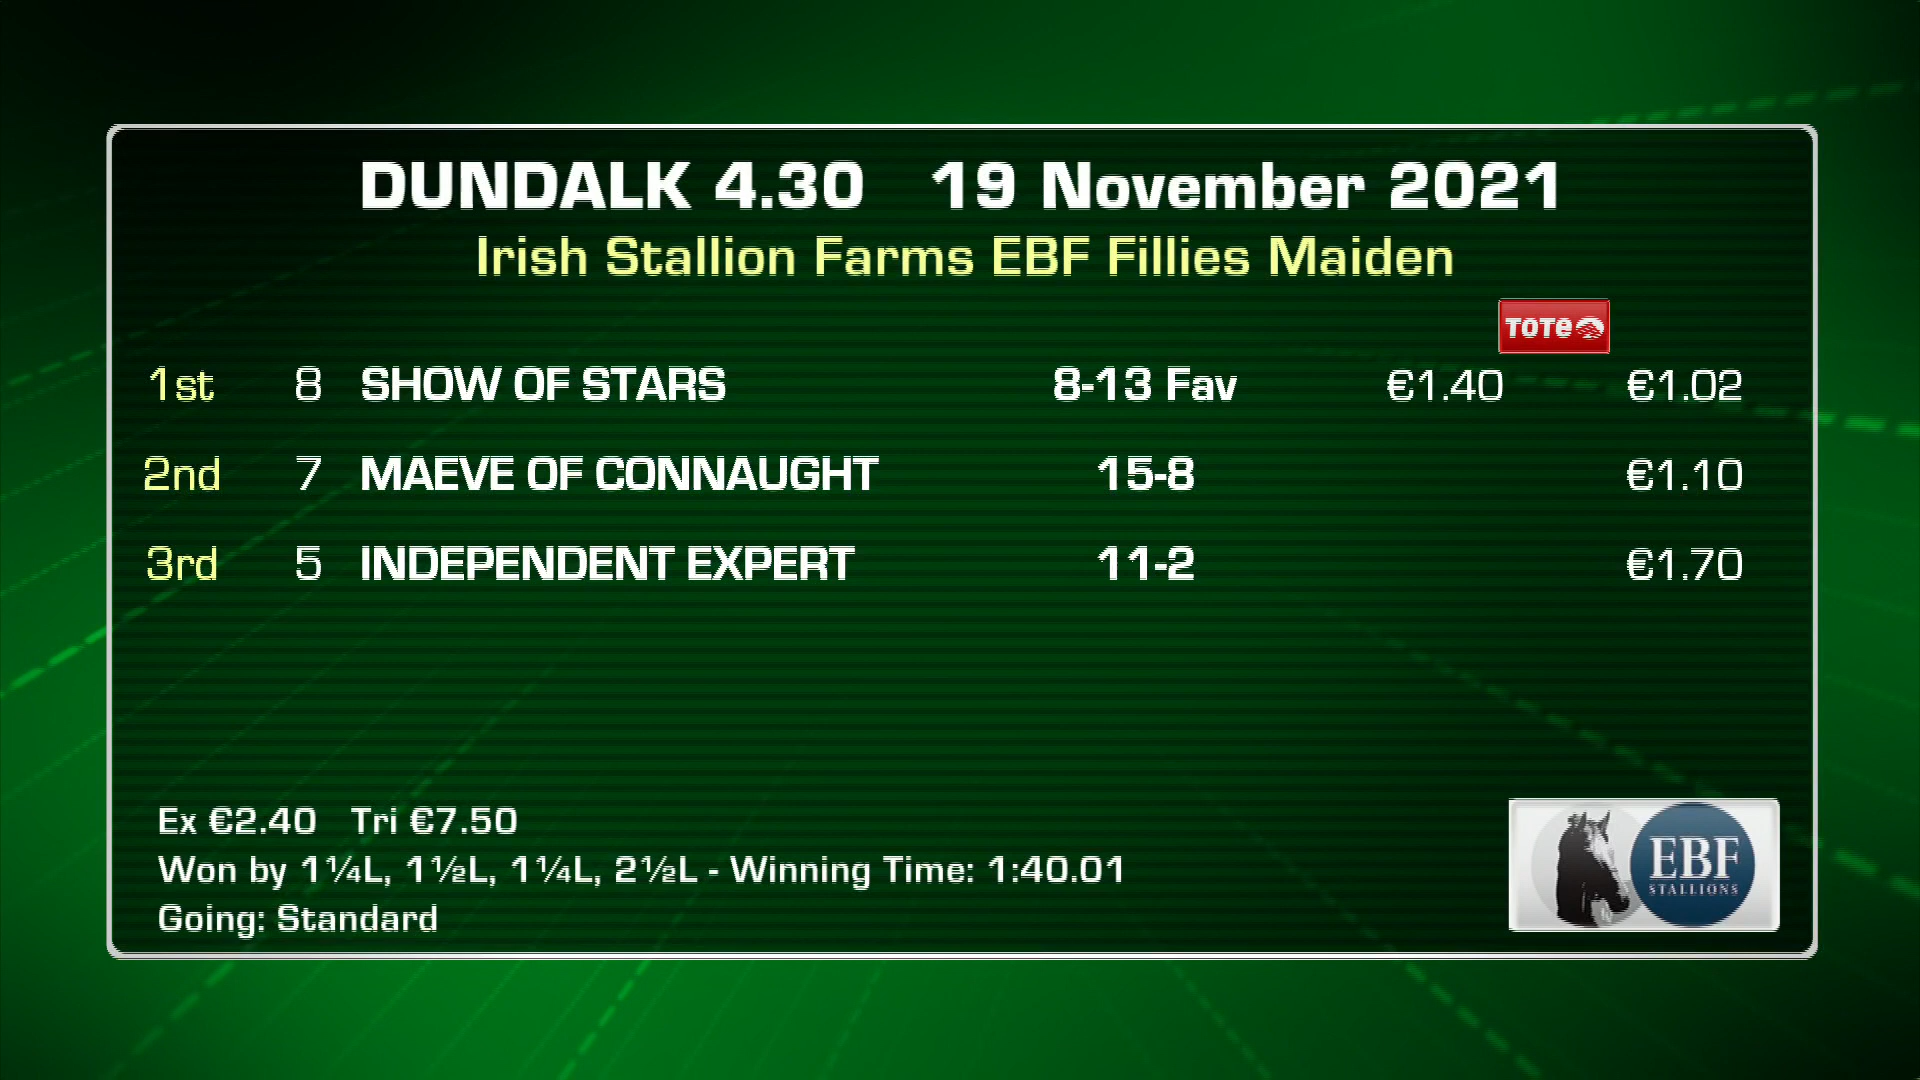 DUNDALK 4.30 19 November 2021
Irish Stallion Farms EBF Fillies Maiden
TOTE
1st 8 SHOW OF STARS 8-13 Fav €1.40 €1.02
2nd 7 MAEVE OF CONNAUGHT 15-8 €1.10
3rd 5 INDEPENDENT EXPERT 11-2 €1.70
Ex €2.40 Tri €7.50
Won by 1¼L, 1½L, 1¼L, 2½L - Winning Time: 1:40.01
Going: Standard
EBF
STALLIONS